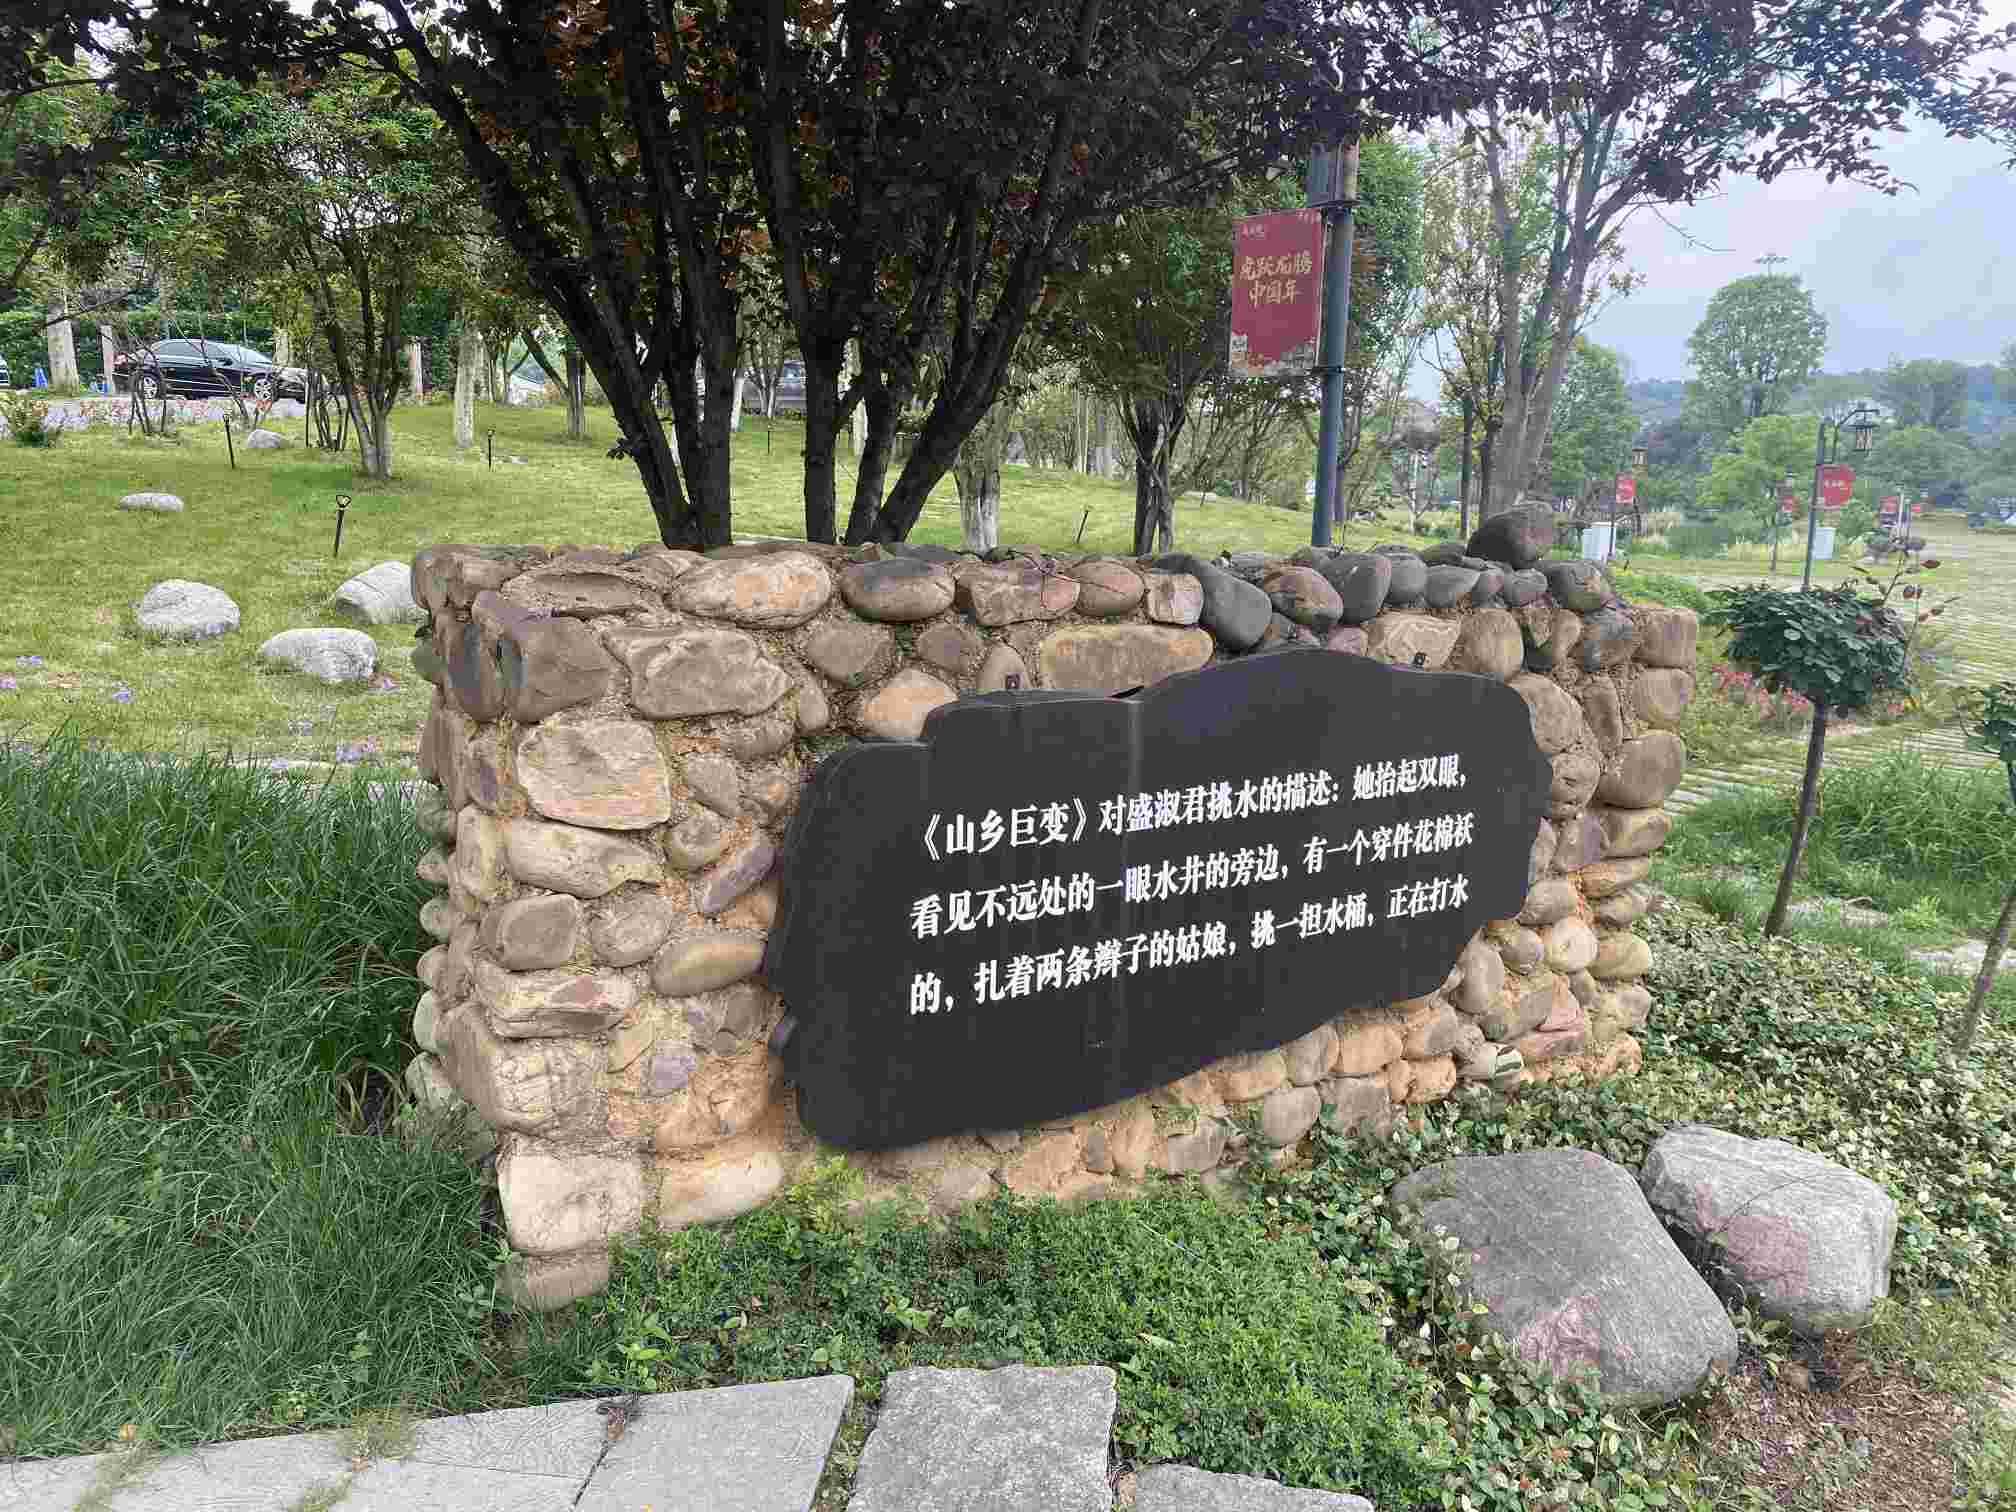 虎跃龙腾
中国年
《山乡巨变》对盛淑君挑水的描述：她抬起双眼，
看见不远处的一眼水井的旁边，有一个穿件花棉袄
的，扎着两条辫子的姑娘，挑一担水桶，正在打水